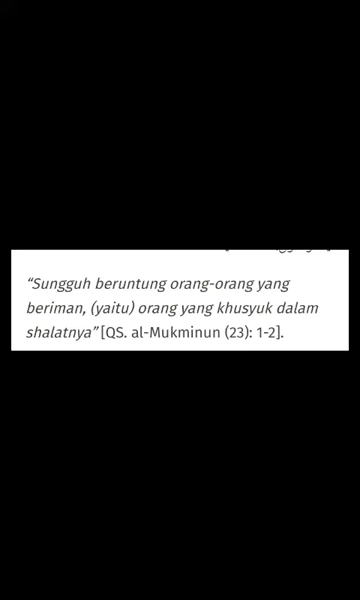 “Sungguh beruntung orang-orang yang
beriman, (yaitu) orang yang khusyuk dalam
shalatnya” [QS. al-Mukminun (23): 1-2].